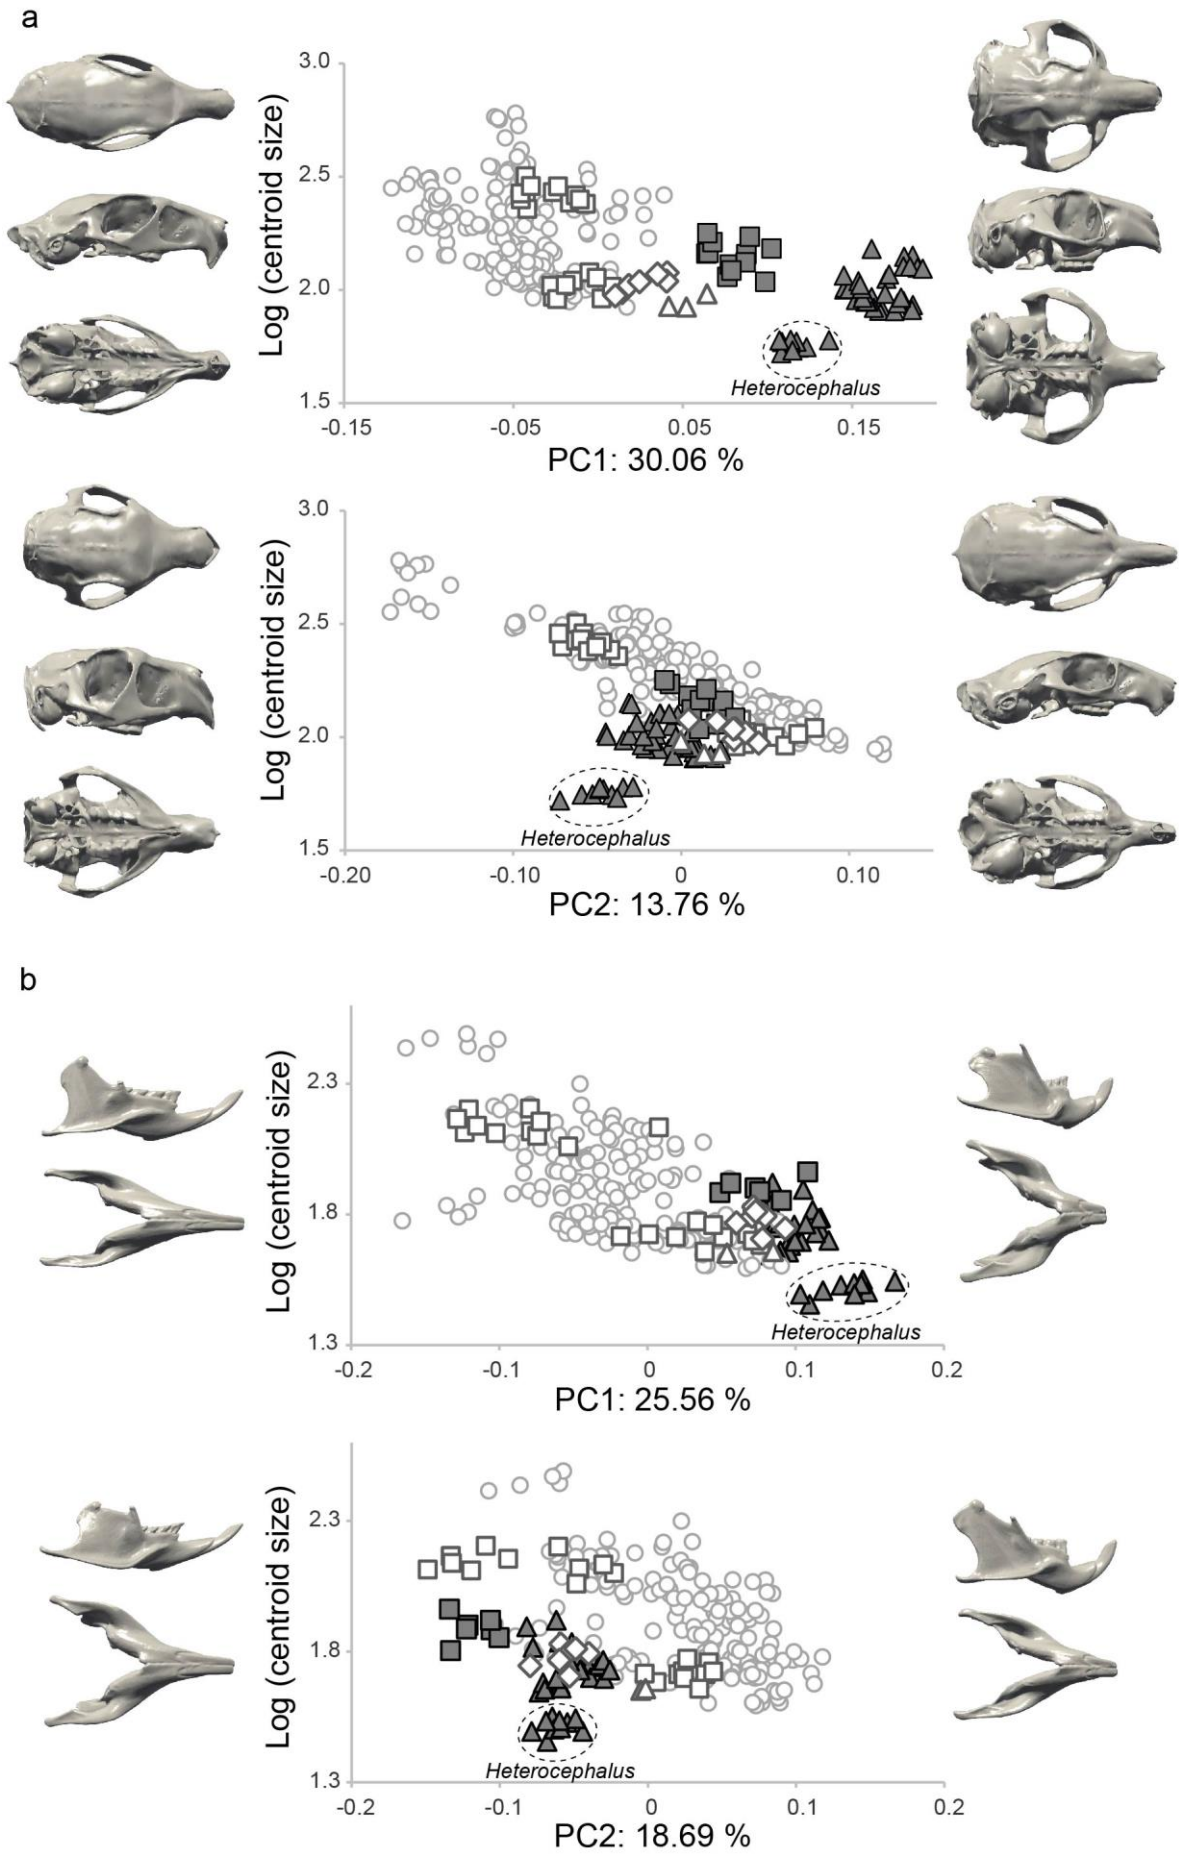 a
3.0
2.5
2.0
1.5
Log (centroid size)
Heterocephalus
-0.15 -0.05 0.05 0.15
PC1: 30.06 %
3.0
2.5
2.0
1.5
Log (centroid size)
Heterocephalus
-0.20 -0.10 0 0.10
PC2: 13.76 %
b
2.3
1.8
1.3
Log (centroid size)
Heterocephalus
-0.2 -0.1 0 0.1 0.2
PC1: 25.56 %
2.3
1.8
1.3
Log (centroid size)
Heterocephalus
-0.2 -0.1 0 0.1 0.2
PC2: 18.69 %